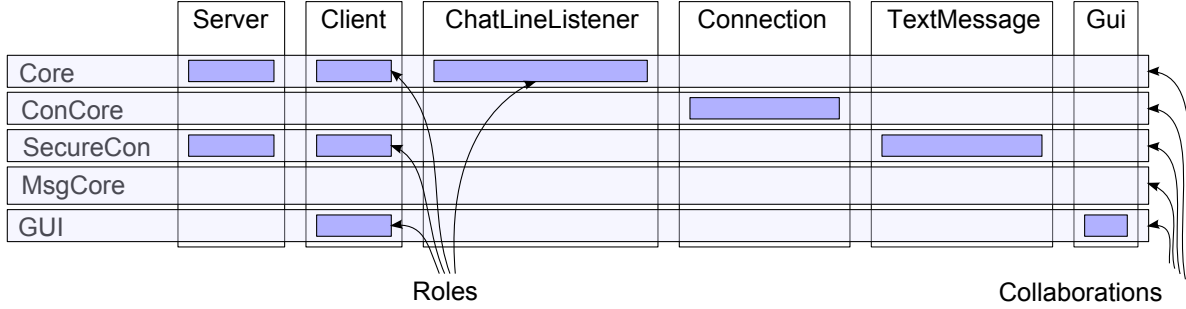 Server Client ChatLineListener Connection TextMessage Gui
Core
ConCore
SecureCon
MsgCore
GUI
Roles Collaborations